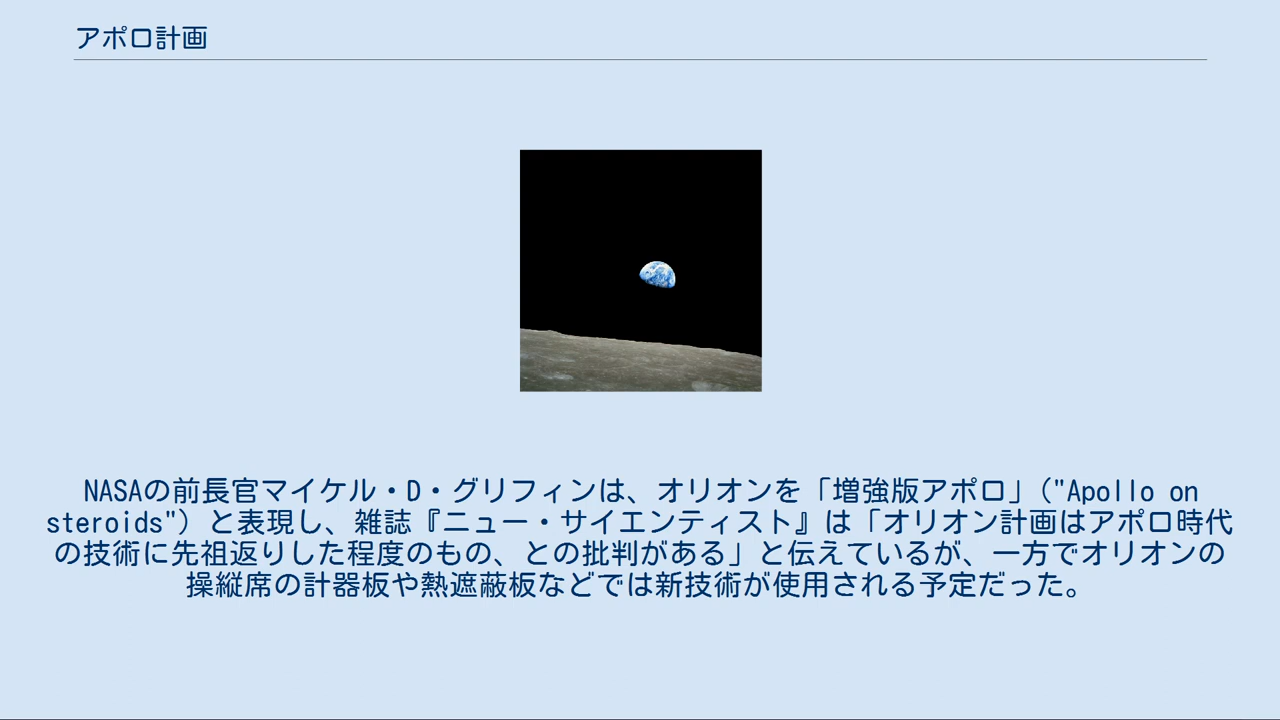 アポロ計画
NASAの前長官マイケル・D・グリフィンは、オリオンを「増強版アポロ」("Apollo on
steroids"）と表現し、雑誌『ニュー・サイエンティスト』は「オリオン計画はアポロ時代
の技術に先祖返りした程度のもの、との批判がある」と伝えているが、一方でオリオンの
操縦席の計器板や熱遮蔽板などでは新技術が使用される予定だった。